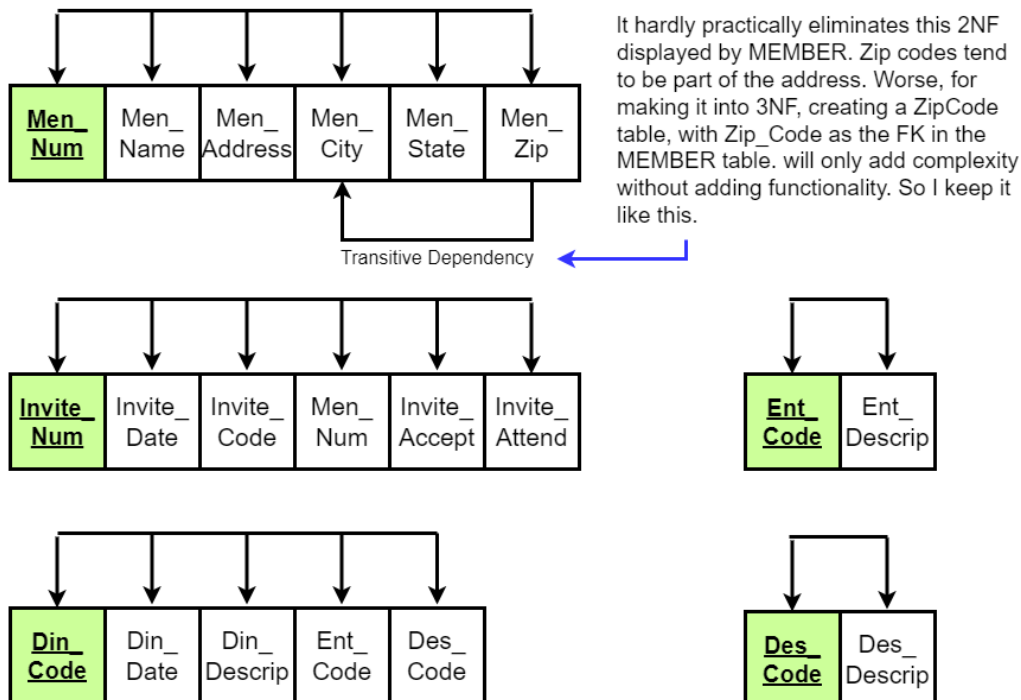 It hardly practically eliminates this 2NF
displayed by MEMBER. Zip codes tend
to be part of the address. Worse, for
making it into 3NF, creating a ZipCode
table, with Zip_Code as the FK in the
MEMBER table. will only add complexity
without adding functionality. So I keep it
like this.
Men_ Men_ Men_ Men_ Men_ Men_
Num Name Address City State Zip
Transitive Dependency
Invite_ Invite_ Invite_ Men_ Invite_ Invite_
Num Date Code Num Accept Attend
Ent_ Ent_
Code Descrip
Din_ Din_ Din_ Ent_ Des_
Code Date Descrip Code Code
Des_ Des_
Code Descrip